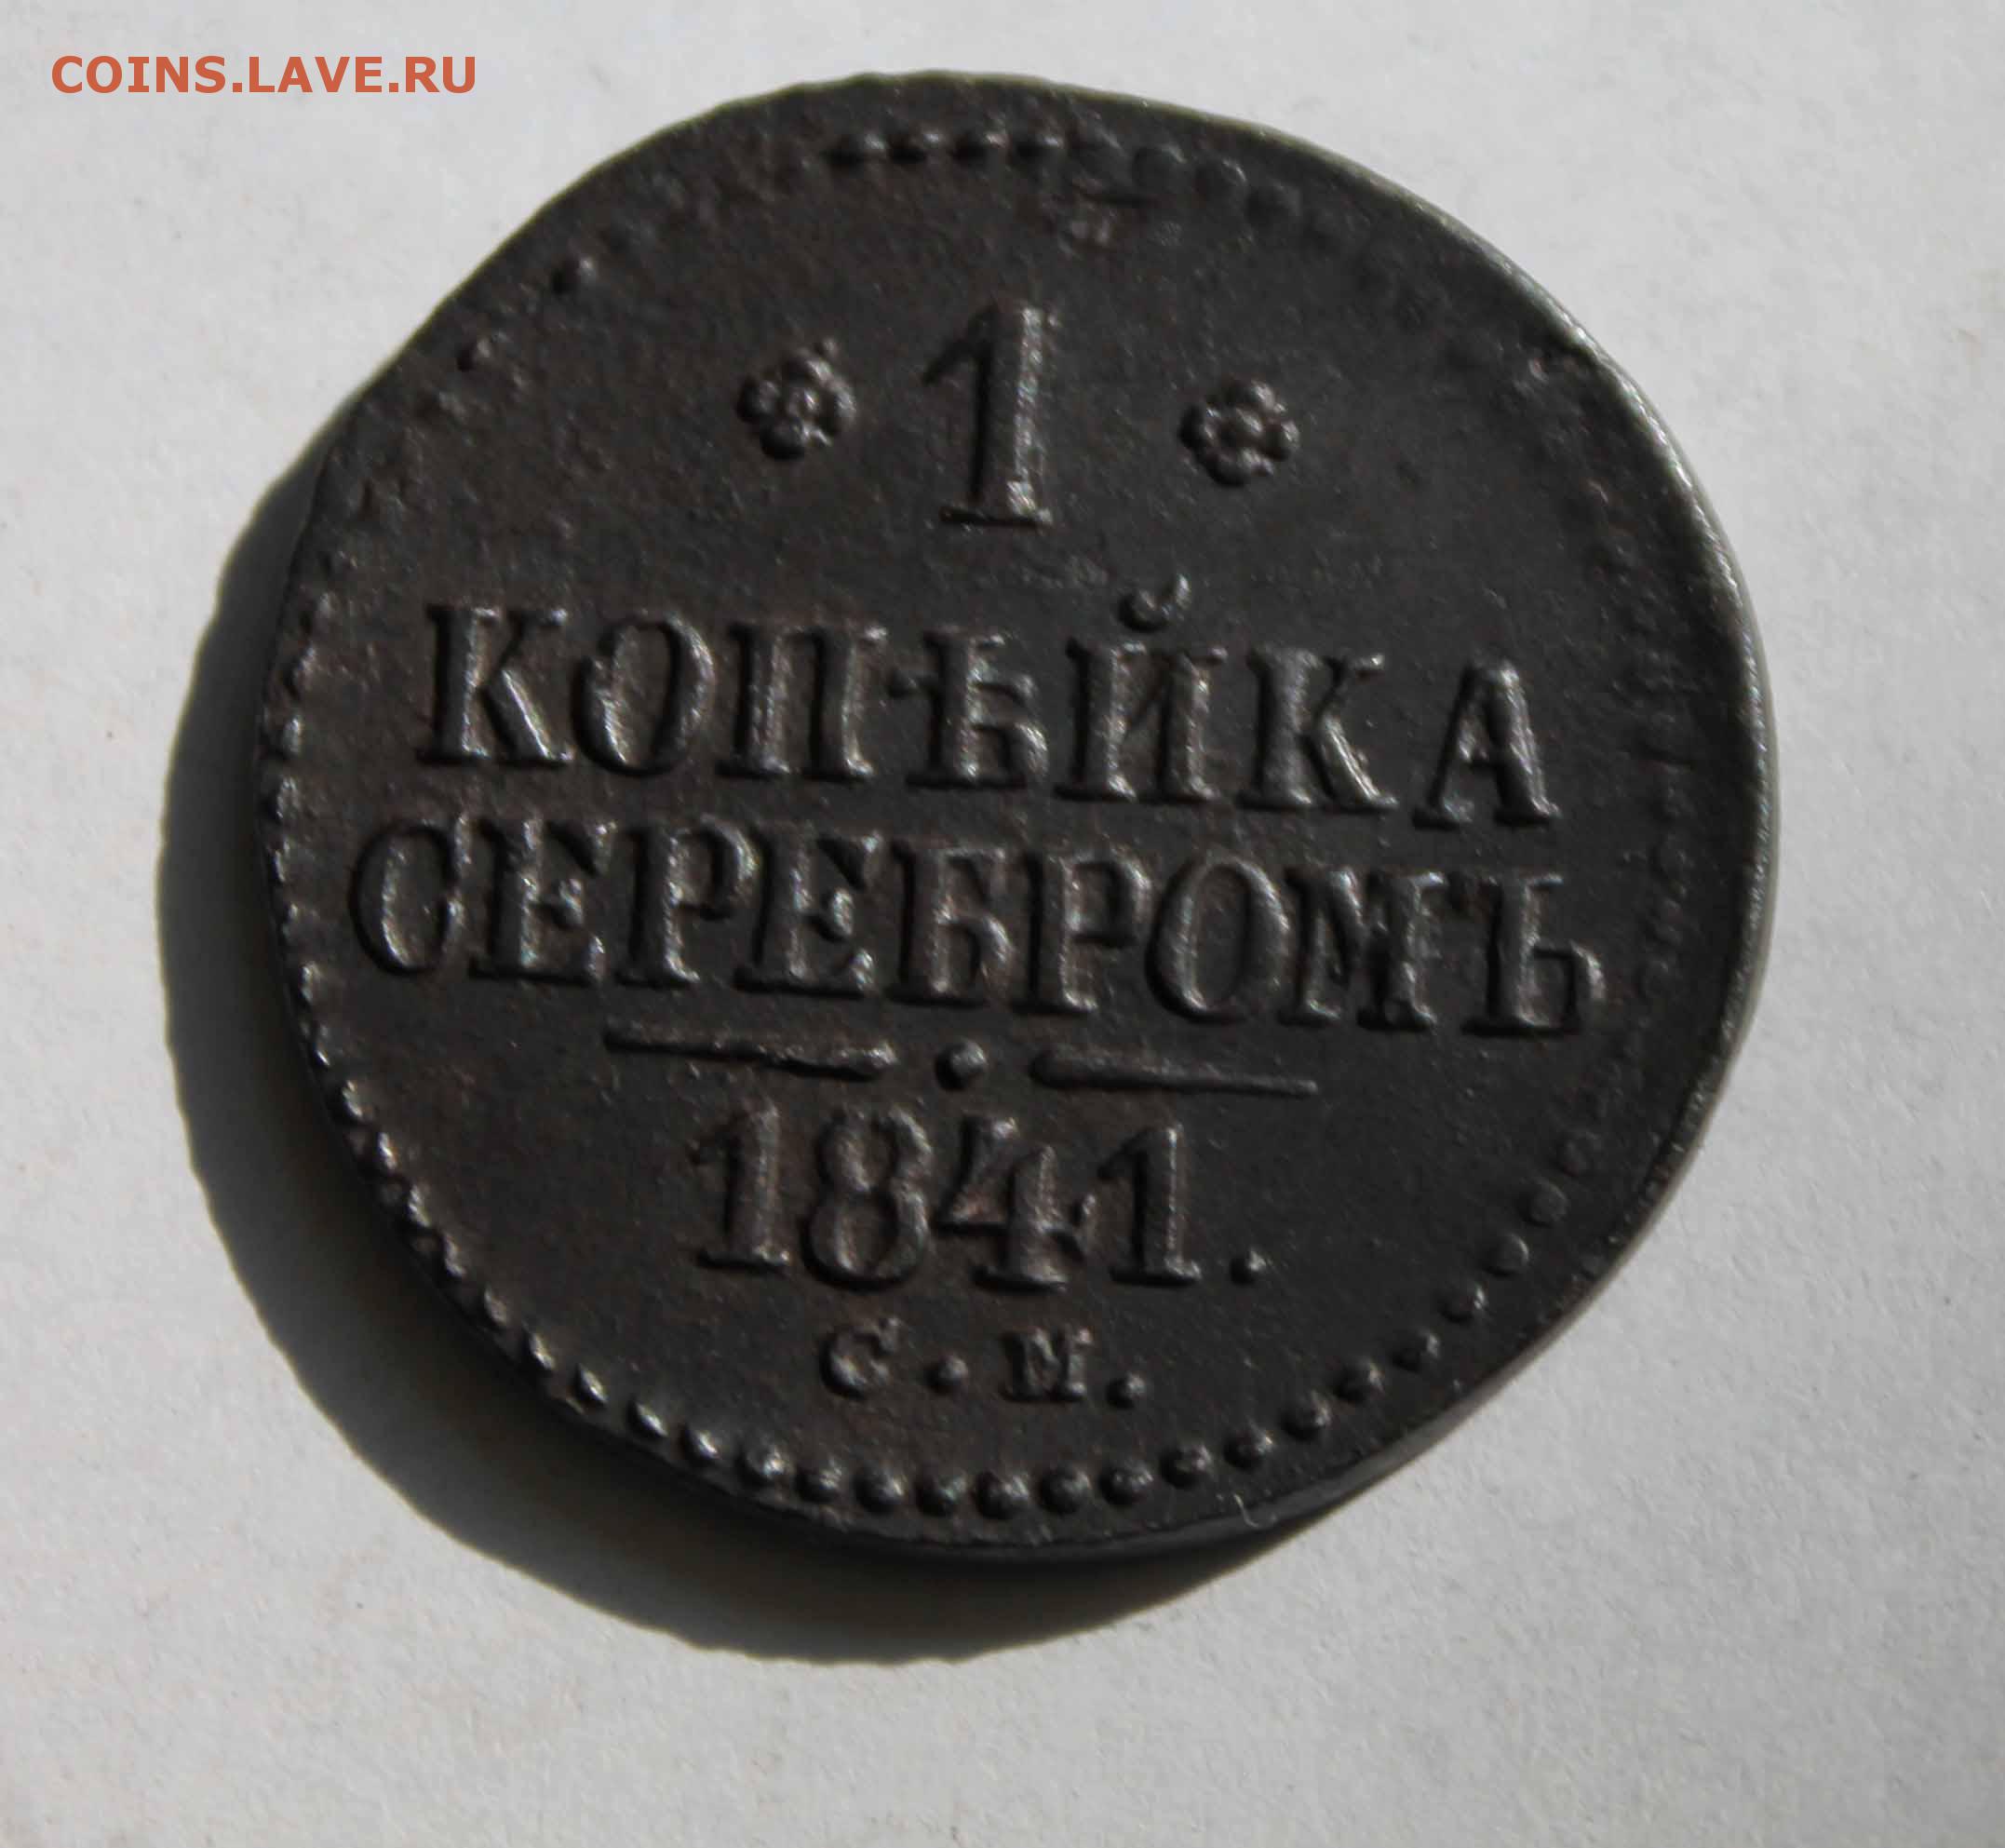 COINS.LAVE.RU
1
КОПѢЙКА
СЕРЕБРОМЪ
1841.
С.М.